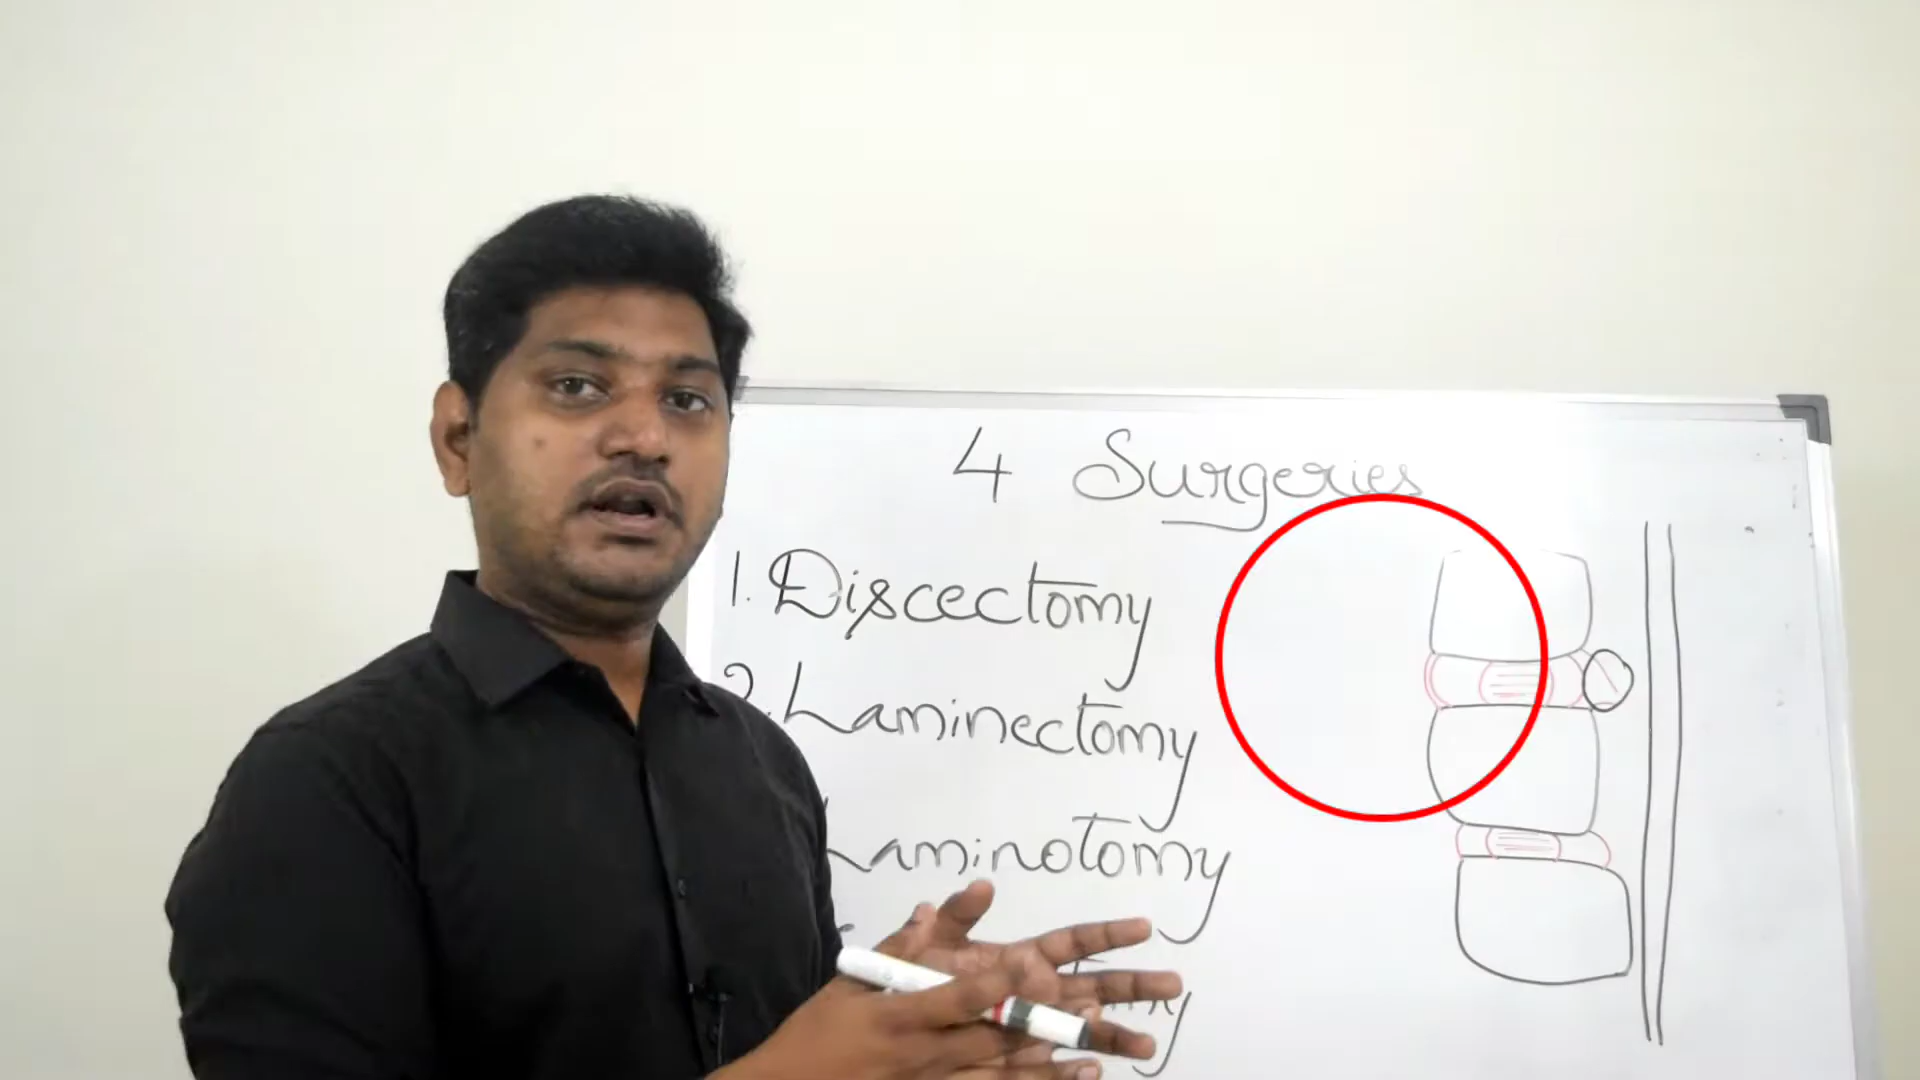 4 Surgeries
1. Discectomy
2. Laminectomy
Laminotomy